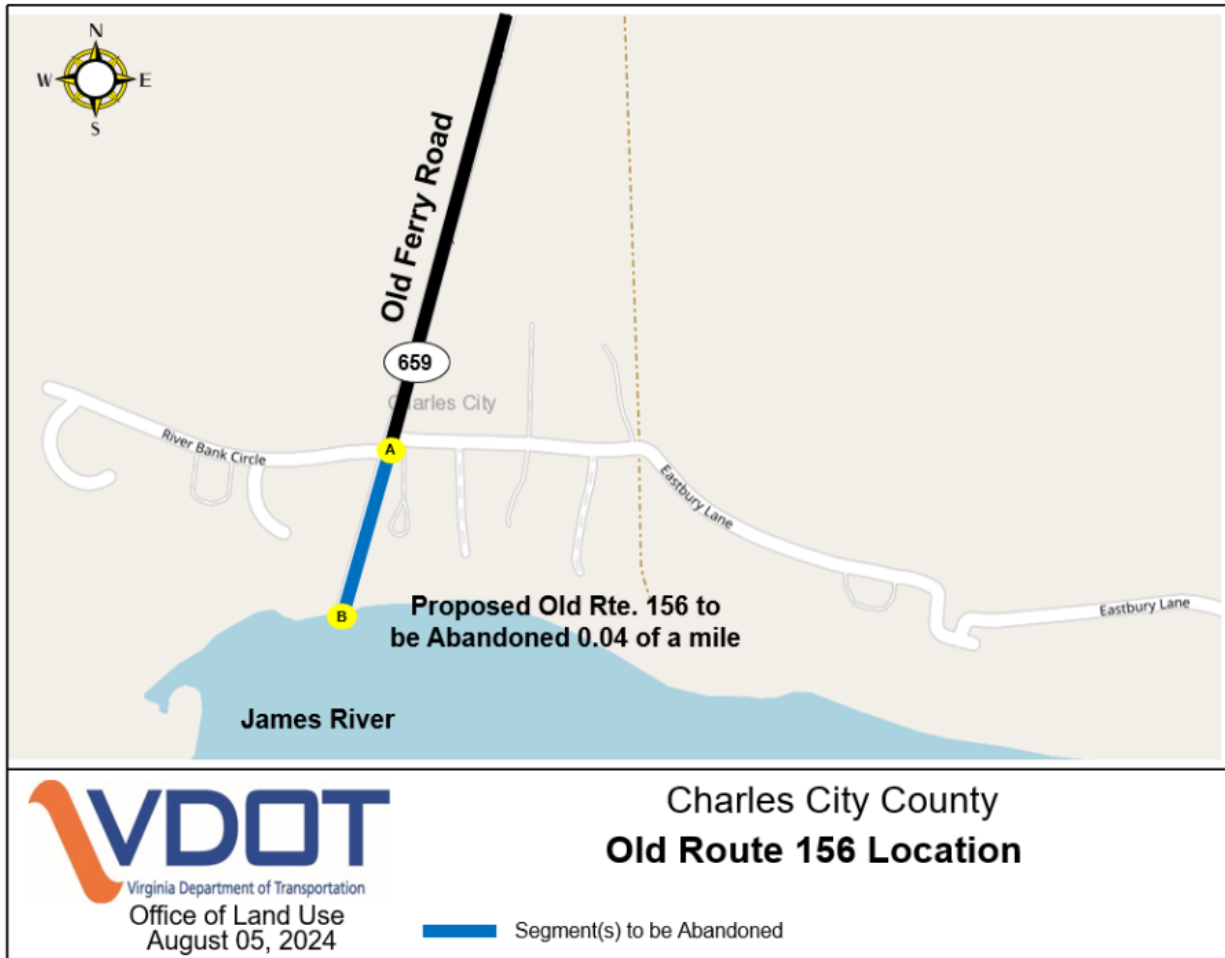 N
W
E
S
Old Ferry Road
659
Charles City
River Bank Circle
A
Eastbury Lane
B
Proposed Old Rte. 156 to
be Abandoned 0.04 of a mile
Eastbury Lane
James River
VDOT
Virginia Department of Transportation
Office of Land Use
August 05, 2024
Charles City County
Old Route 156 Location
Segment(s) to be Abandoned